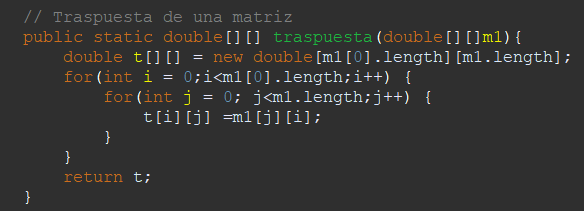 // Traspuesta de una matriz
public static double[][] traspuesta(double[][]m1){
    double t[][] = new double[m1[0].length][m1.length];
    for(int i = 0;i<m1[0].length;i++) {
        for(int j = 0; j<m1.length;j++) {
            t[i][j] =m1[j][i];
        }
    }
    return t;
}